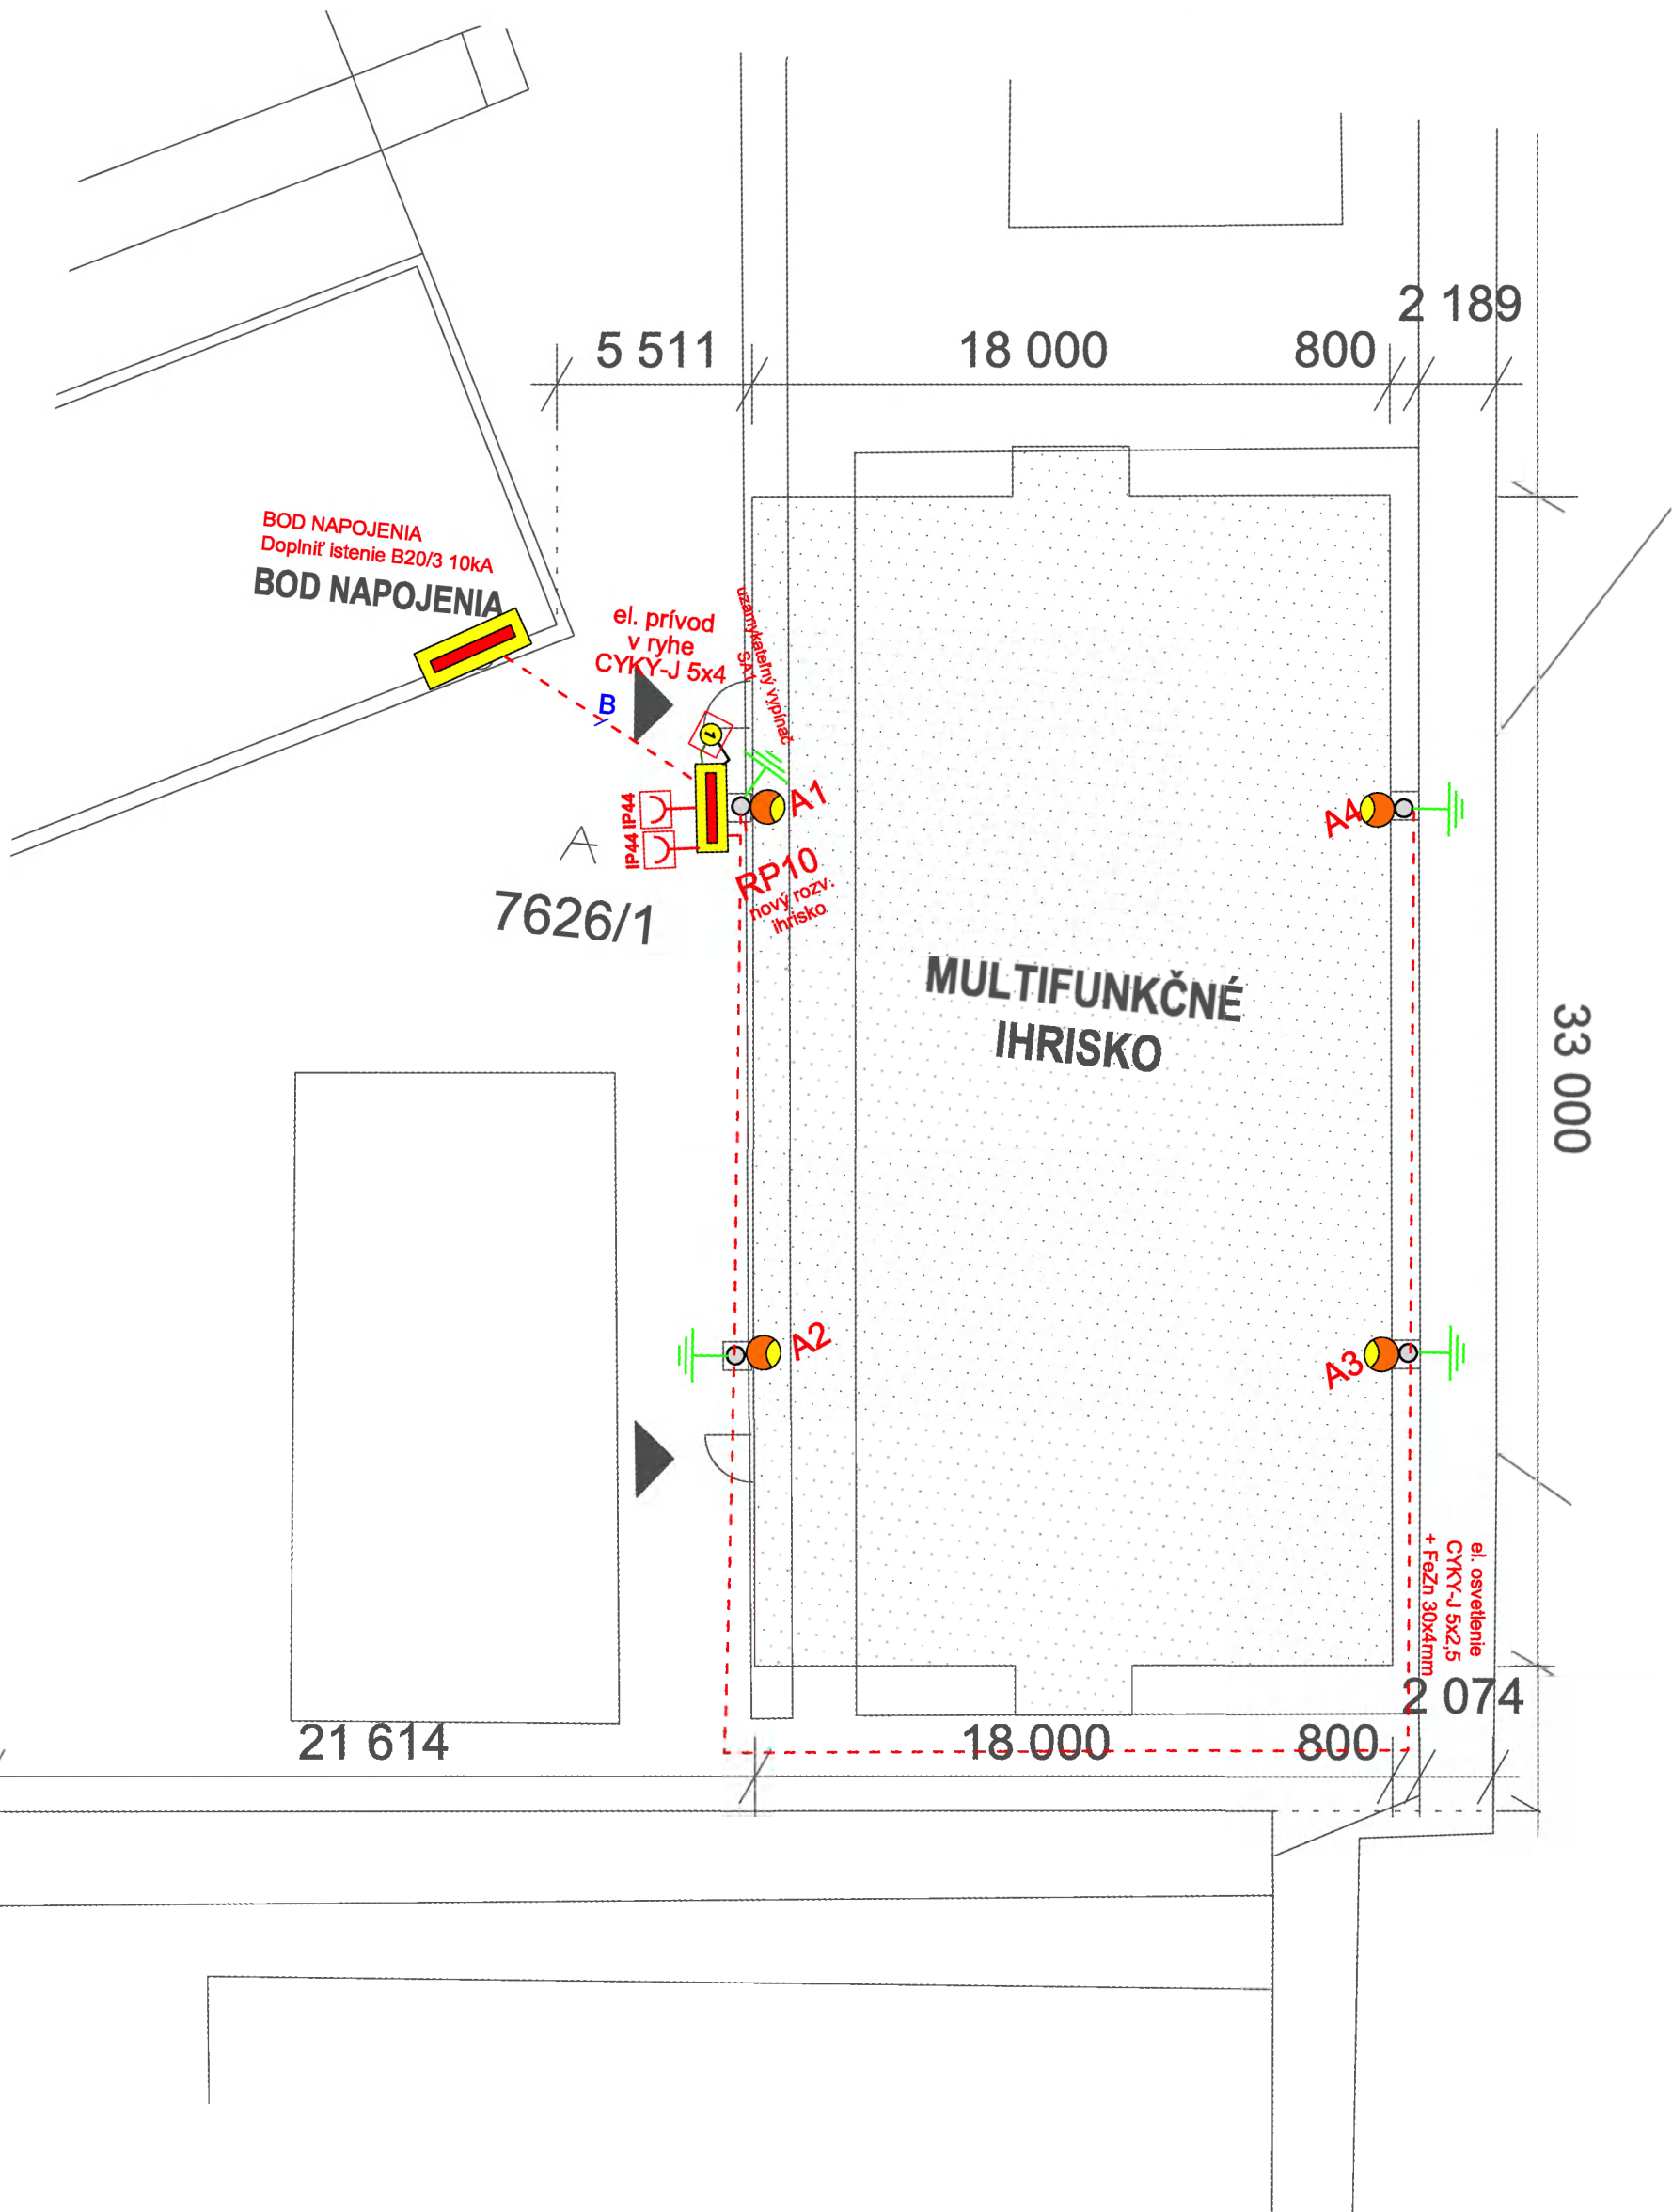 2 189
5 511
18 000
800
BOD NAPOJENIA
Doplniť istenie B20/3 10kA
BOD NAPOJENIA
el. prívod
v ryhe
CYKY-J 5x4
uzamykateľný vypínač
SA1
B
1
A1
A4
IP44
IP44
RP10
nový rozv.
ihrisko
A
7626/1
MULTIFUNKČNÉ
IHRISKO
33 000
A2
A3
el. osvetlenie
CYKY-J 5x2,5
+ FeZn 30x4mm
2 074
21 614
18 000
800